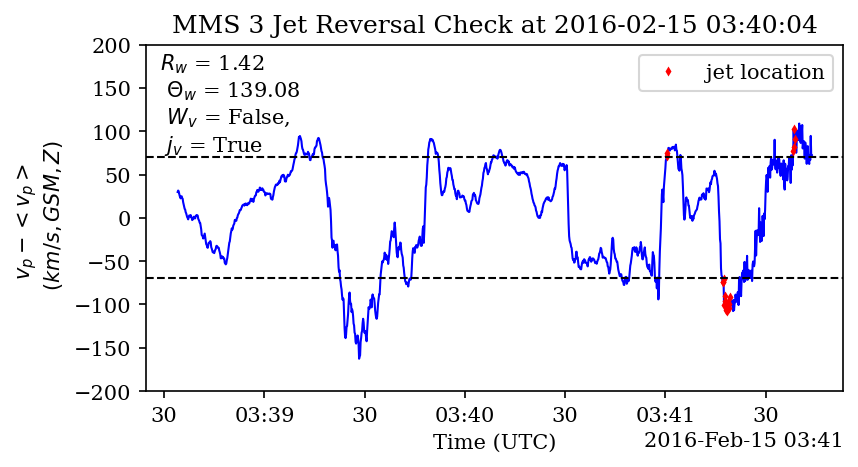 MMS 3 Jet Reversal Check at 2016-02-15 03:40:04
R_w = 1.42
Θ_w = 139.08
W_v = False,
j_v = True
jet location
200
150
100
50
0
−50
−100
−150
−200
v_p − < v_p >
(km/s, GSM, Z)
30 03:39 30 03:40 30 03:41 30
Time (UTC)
2016-Feb-15 03:41